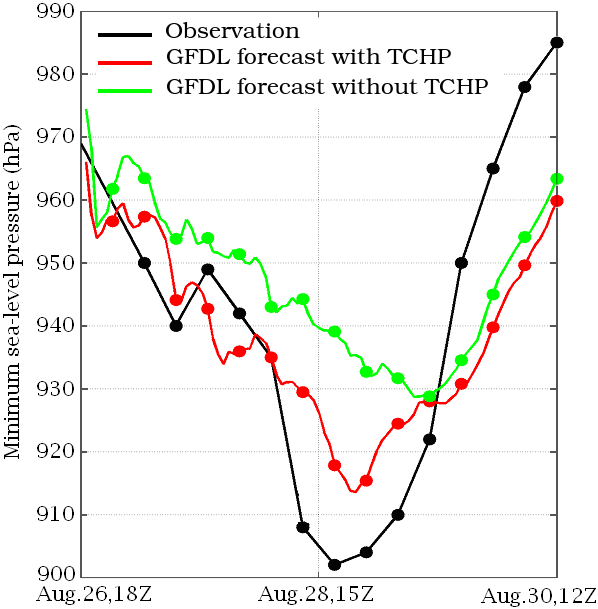 990
Observation
GFDL forecast with TCHP
GFDL forecast without TCHP
980
970
960
950
940
930
920
910
900
Minimum sea-level pressure (hPa)
Aug.26,18Z
Aug.28,15Z
Aug.30,12Z